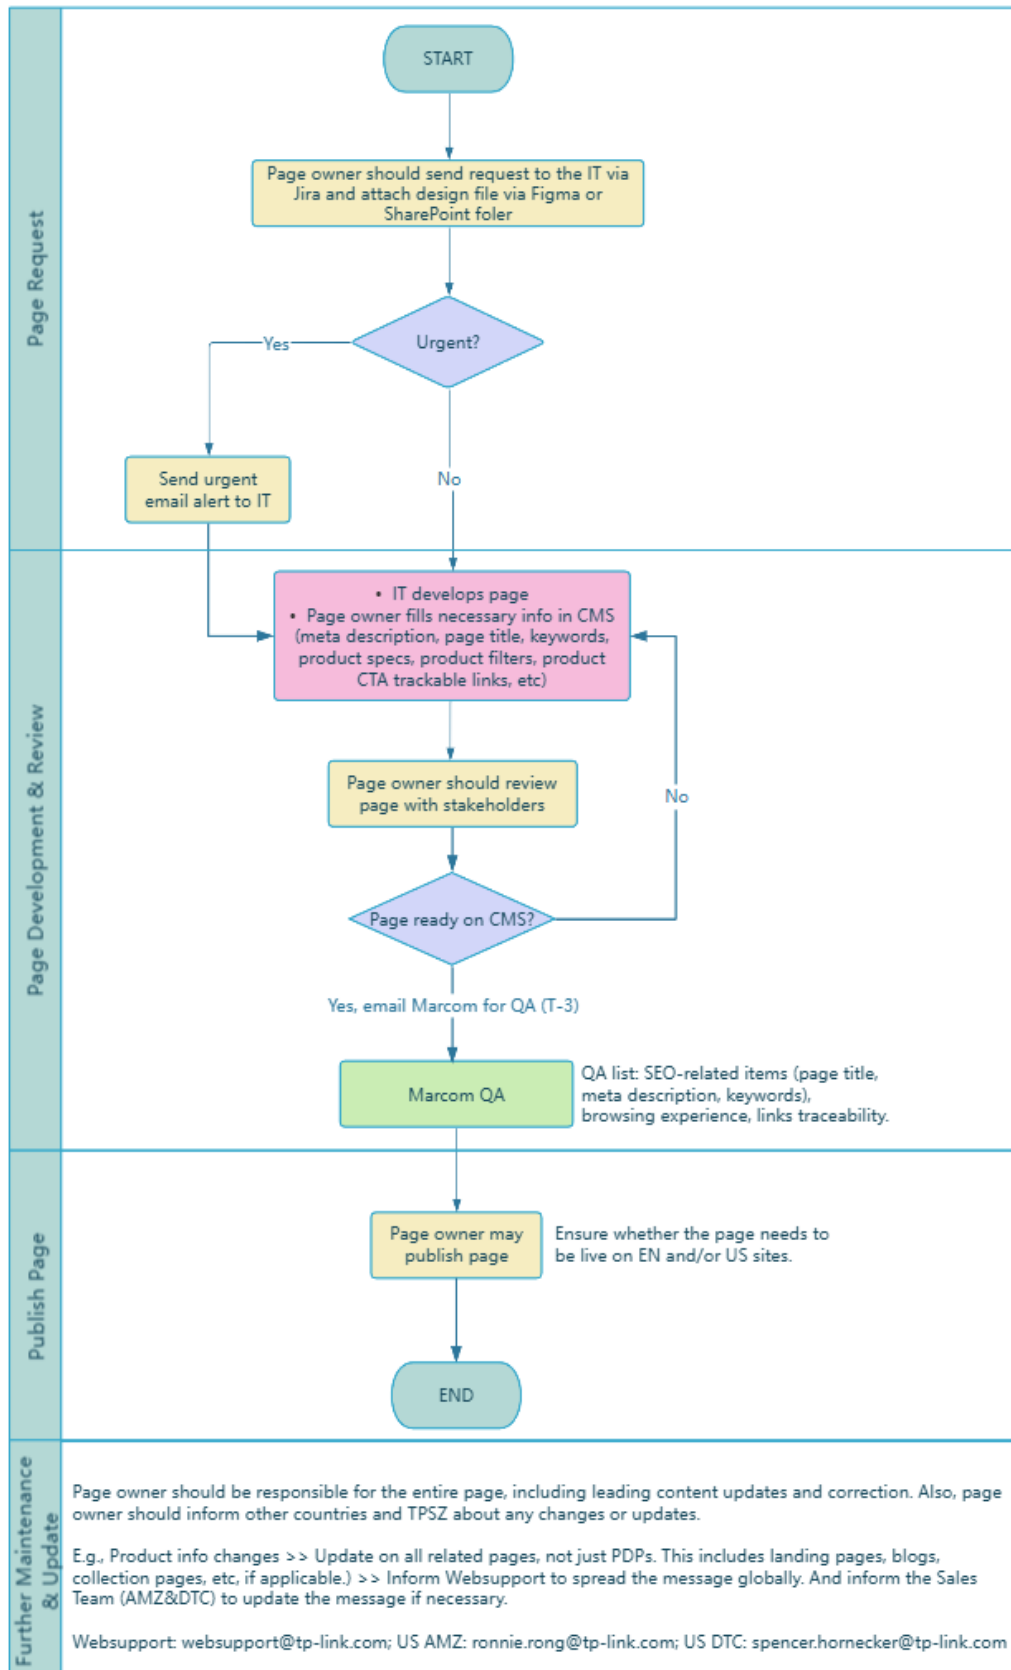 START
Page Request
Page owner should send request to the IT via
Jira and attach design file via Figma or
SharePoint foler
Urgent?
Yes
No
Send urgent
email alert to IT
Page Development & Review
• IT develops page
• Page owner fills necessary info in CMS
(meta description, page title, keywords,
product specs, product filters, product
CTA trackable links, etc)
Page owner should review
page with stakeholders
No
Page ready on CMS?
Yes, email Marcom for QA (T-3)
Marcom QA
QA list: SEO-related items (page title,
meta description, keywords),
browsing experience, links traceability.
Publish Page
Page owner may
publish page
Ensure whether the page needs to
be live on EN and/or US sites.
END
Further Maintenance
& Update
Page owner should be responsible for the entire page, including leading content updates and correction. Also, page
owner should inform other countries and TPSZ about any changes or updates.
E.g., Product info changes >> Update on all related pages, not just PDPs. This includes landing pages, blogs,
collection pages, etc, if applicable.) >> Inform Websupport to spread the message globally. And inform the Sales
Team (AMZ&DTC) to update the message if necessary.
Websupport: websupport@tp-link.com; US AMZ: ronnie.rong@tp-link.com; US DTC: spencer.hornecker@tp-link.com